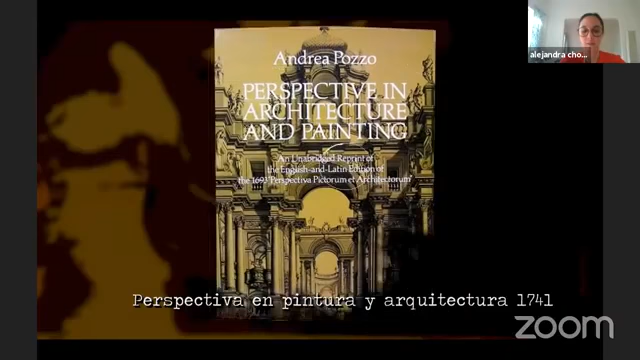 alejandra cho...
Andrea Pozzo
PERSPECTIVE IN
ARCHITECTURE
AND PAINTING
An Unabridged Reprint of
the English-and-Latin Edition of
the 1693 "Perspectiva Pictorum et Architectorum"
Perspectiva en pintura y arquitectura 1741
zoom